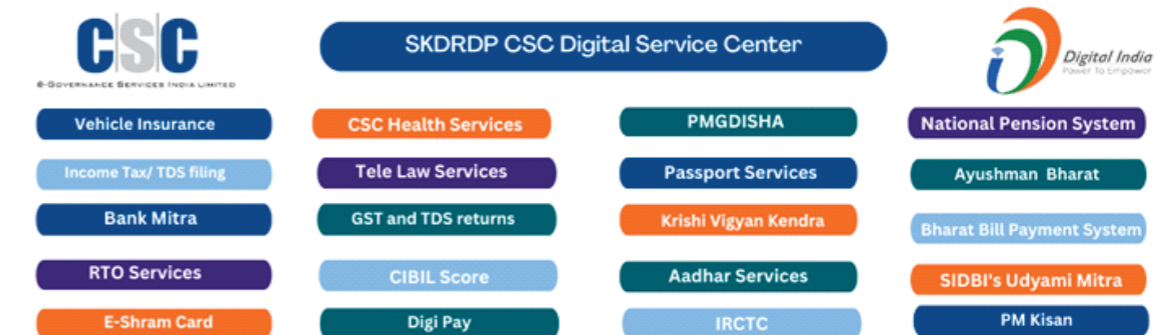 CSC
e-Governance Services India Limited
SKDRDP CSC Digital Service Center
Digital India
Power To Empower
Vehicle Insurance
CSC Health Services
PMGDISHA
National Pension System
Income Tax/ TDS filing
Tele Law Services
Passport Services
Ayushman Bharat
Bank Mitra
GST and TDS returns
Krishi Vigyan Kendra
Bharat Bill Payment System
RTO Services
CIBIL Score
Aadhar Services
SIDBI's Udyami Mitra
E-Shram Card
Digi Pay
IRCTC
PM Kisan